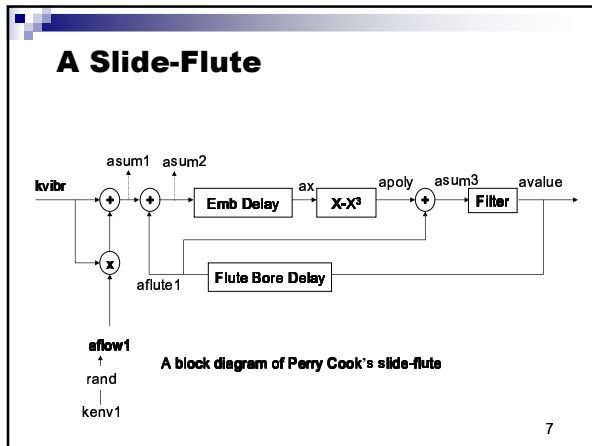 A Slide-Flute
asum1 asum2
kvibr
+ + Emb Delay ax X-X³ apoly + asum3 Filter avalue
x
aflute1 Flute Bore Delay
aflow1
A block diagram of Perry Cook's slide-flute
rand
kenv1
7